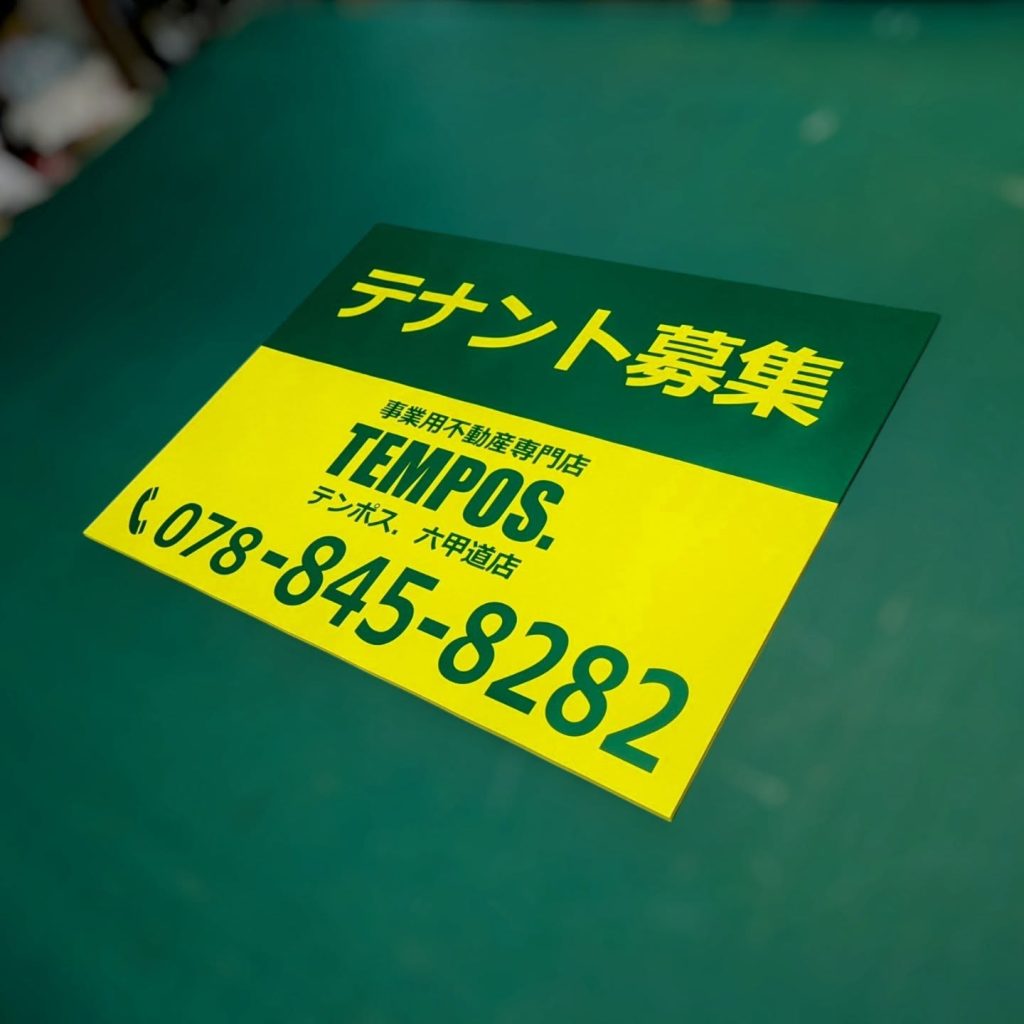 テナント募集
事業用不動産専門店
TEMPOS.
テンポス. 六甲道店
078-845-8282